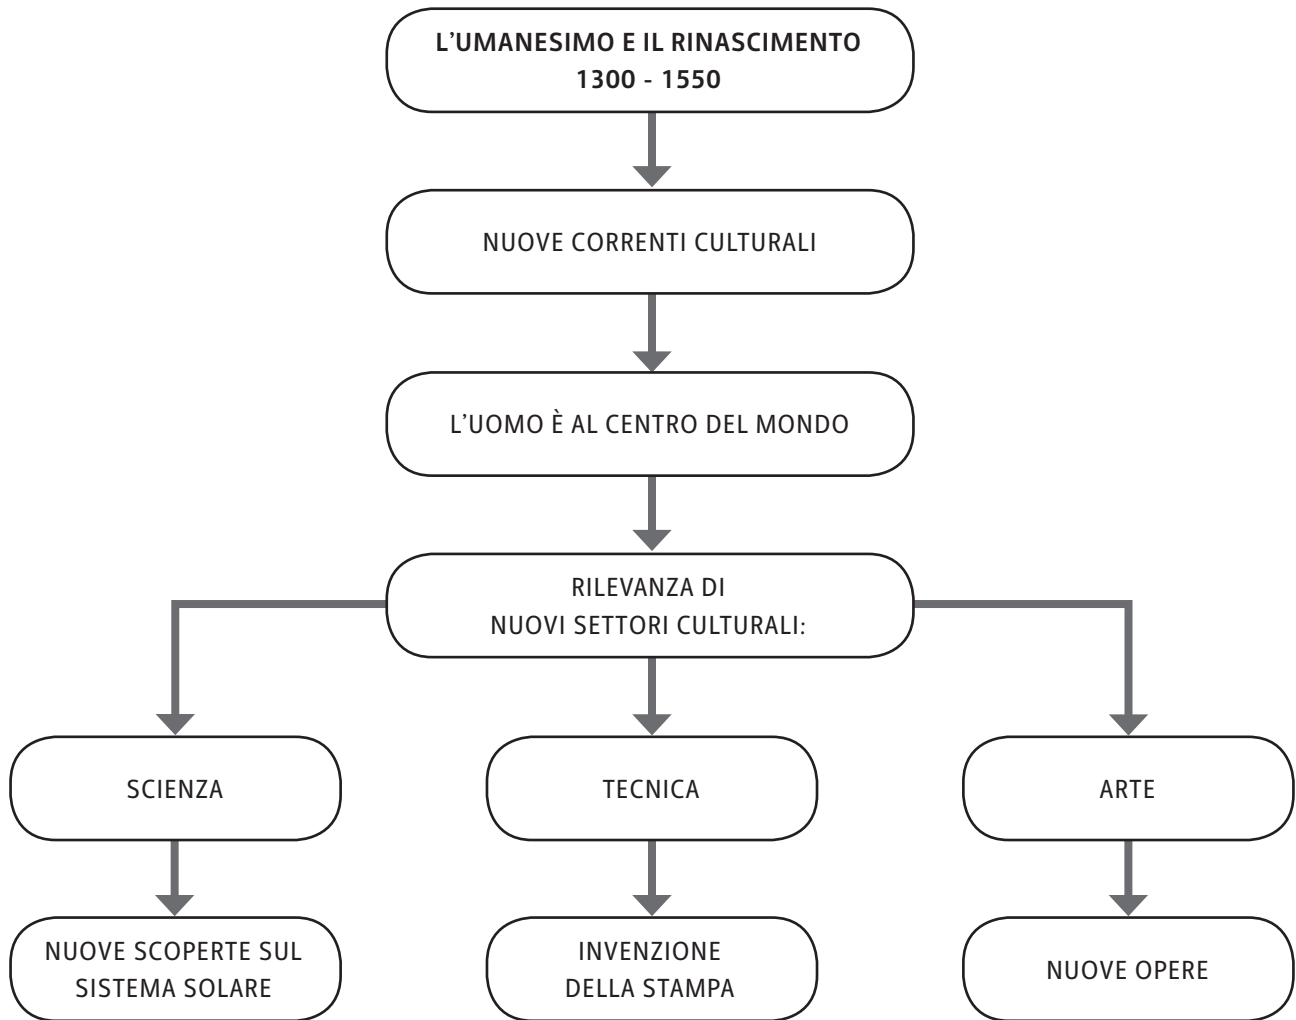 L'UMANESIMO E IL RINASCIMENTO
1300 - 1550
NUOVE CORRENTI CULTURALI
L'UOMO È AL CENTRO DEL MONDO
RILEVANZA DI
NUOVI SETTORI CULTURALI:
SCIENZA
TECNICA
ARTE
NUOVE SCOPERTE SUL
SISTEMA SOLARE
INVENZIONE
DELLA STAMPA
NUOVE OPERE